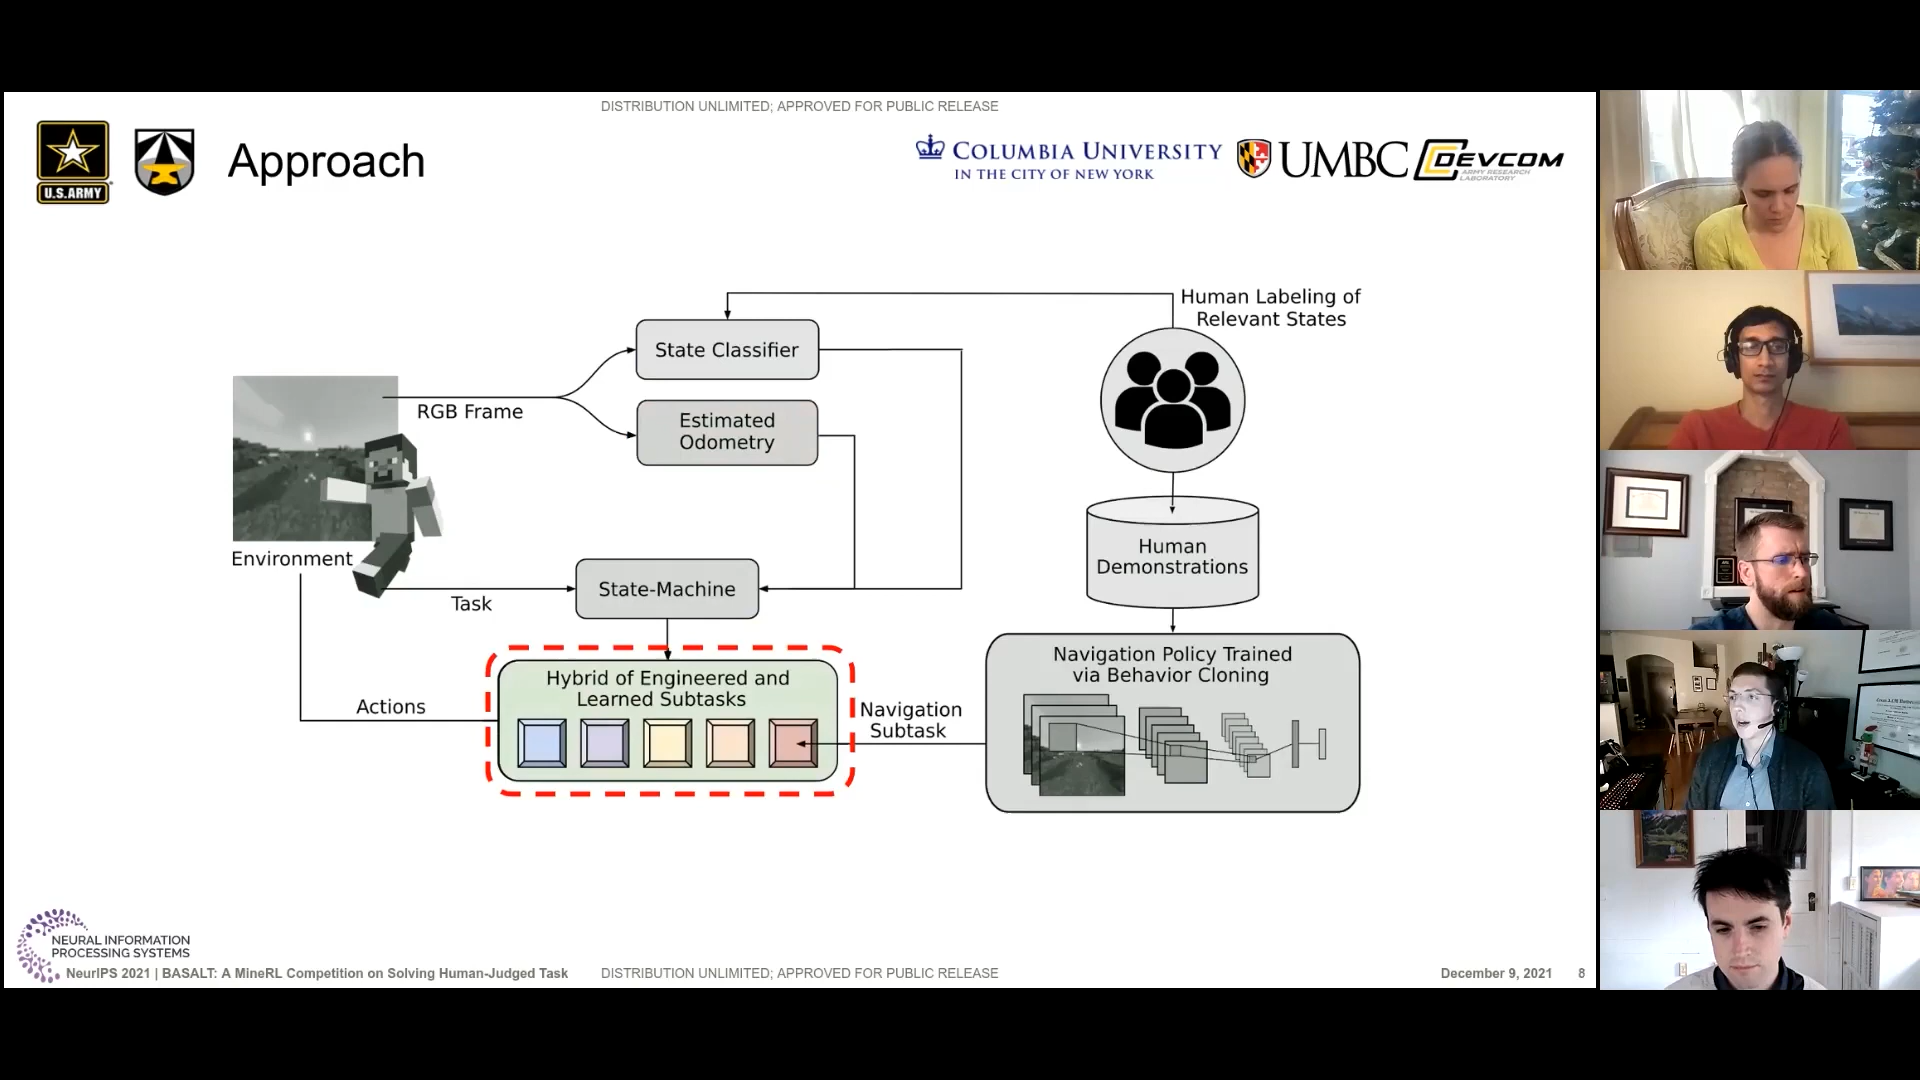 DISTRIBUTION UNLIMITED; APPROVED FOR PUBLIC RELEASE
U.S.ARMY
Approach
COLUMBIA UNIVERSITY
IN THE CITY OF NEW YORK
UMBC
DEVCOM
ARMY RESEARCH
LABORATORY
Human Labeling of
Relevant States
State Classifier
RGB Frame
Estimated
Odometry
Environment
Human
Demonstrations
State-Machine
Task
Navigation Policy Trained
via Behavior Cloning
Hybrid of Engineered and
Learned Subtasks
Actions
Navigation
Subtask
NEURAL INFORMATION
PROCESSING SYSTEMS
NeurIPS 2021 | BASALT: A MineRL Competition on Solving Human-Judged Task
DISTRIBUTION UNLIMITED; APPROVED FOR PUBLIC RELEASE
December 9, 2021
8